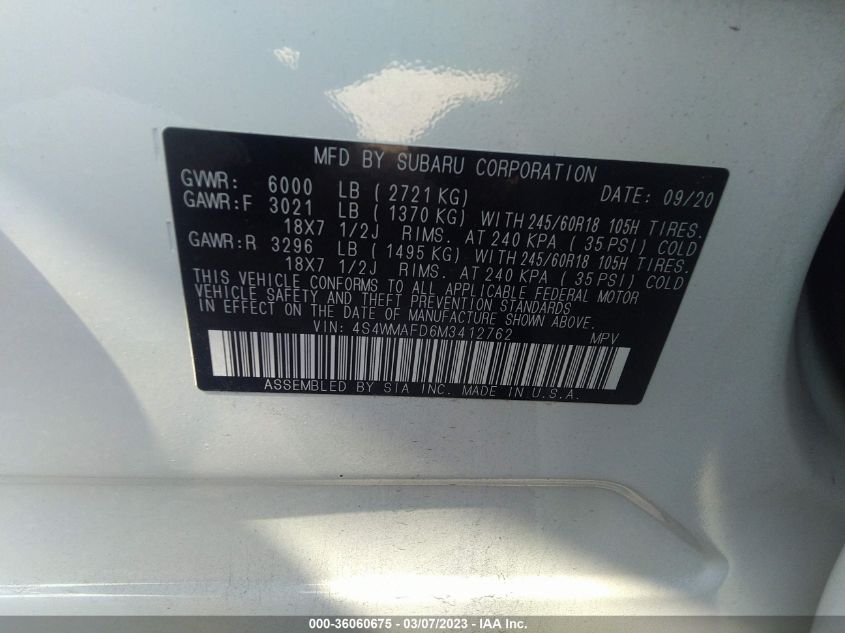 MFD BY SUBARU CORPORATION
GVWR: 6000 LB ( 2721 KG) DATE: 09/20
GAWR:F 3021 LB ( 1370 KG) WITH 245/60R18 105H TIRES.
18X7 1/2J RIMS. AT 240 KPA ( 35 PSI) COLD
GAWR:R 3296 LB ( 1495 KG) WITH 245/60R18 105H TIRES.
18X7 1/2J RIMS. AT 240 KPA ( 35 PSI) COLD
THIS VEHICLE CONFORMS TO ALL APPLICABLE FEDERAL MOTOR
VEHICLE SAFETY AND THEFT PREVENTION STANDARDS
IN EFFECT ON THE DATE OF MANUFACTURE SHOWN ABOVE.
VIN: 4S4WMAFD6M3412762 MPV
ASSEMBLED BY SIA INC. MADE IN U.S.A.
000-36060675 - 03/07/2023 - IAA Inc.